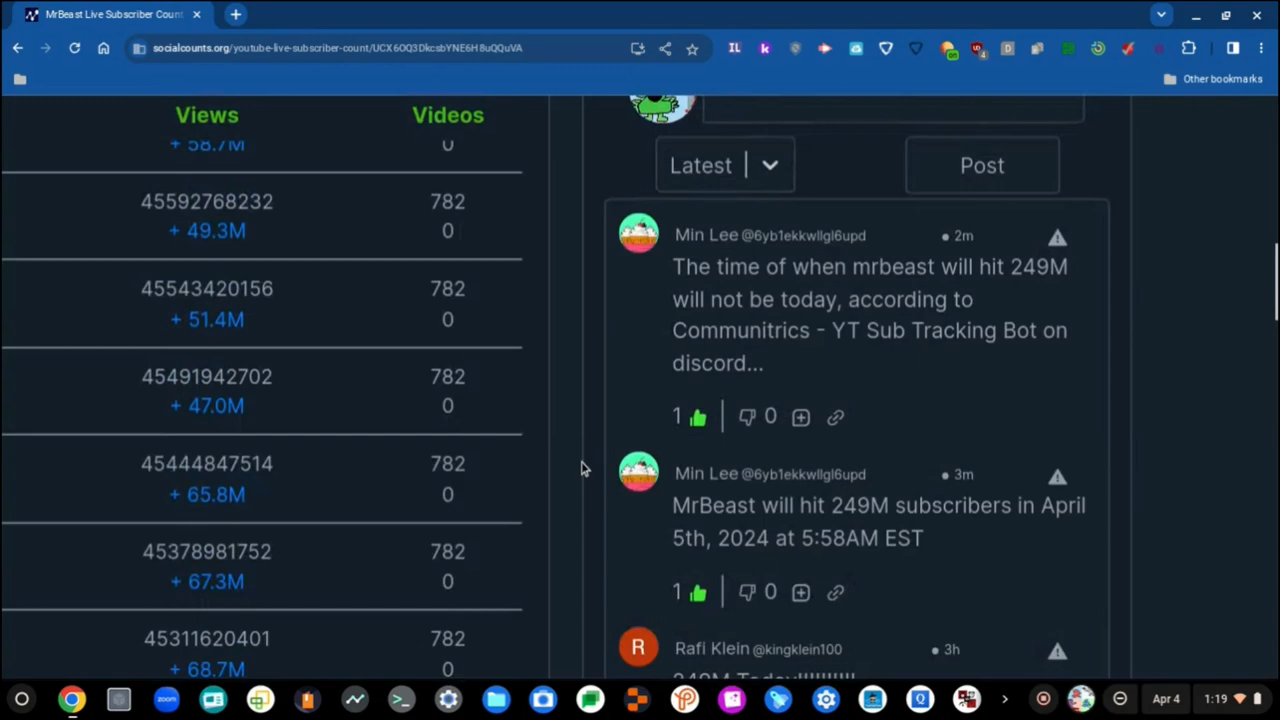 MrBeast Live Subscriber Count
socialcounts.org/youtube-live-subscriber-count/UCX6OQ3DkcsbYNE6H8uQQuVA
Other bookmarks
Views Videos
+ 58.7M 0
45592768232 782
+ 49.3M 0
45543420156 782
+ 51.4M 0
45491942702 782
+ 47.0M 0
45444847514 782
+ 65.8M 0
45378981752 782
+ 67.3M 0
45311620401 782
+ 68.7M 0
Latest Post
Min Lee @6yb1ekkwllgl6upd • 2m
The time of when mrbeast will hit 249M
will not be today, according to
Communitrics - YT Sub Tracking Bot on
discord...
1 0
Min Lee @6yb1ekkwllgl6upd • 3m
MrBeast will hit 249M subscribers in April
5th, 2024 at 5:58AM EST
1 0
R
Rafi Klein @kingklein100 • 3h
zoom
Apr 4
1:19